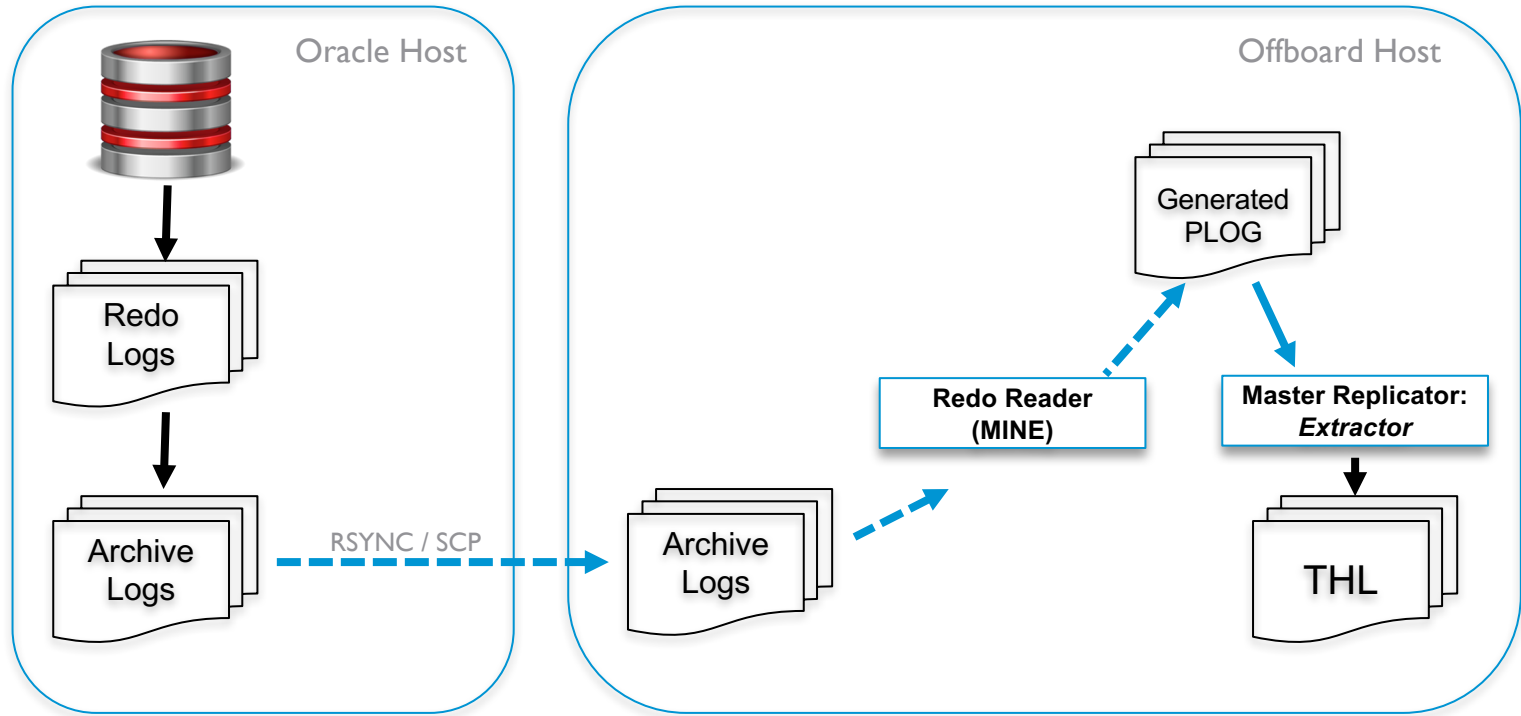 Oracle Host
Redo
Logs
Archive
Logs
RSYNC / SCP
Offboard Host
Archive
Logs
Redo Reader
(MINE)
Generated
PLOG
Master Replicator:
Extractor
THL